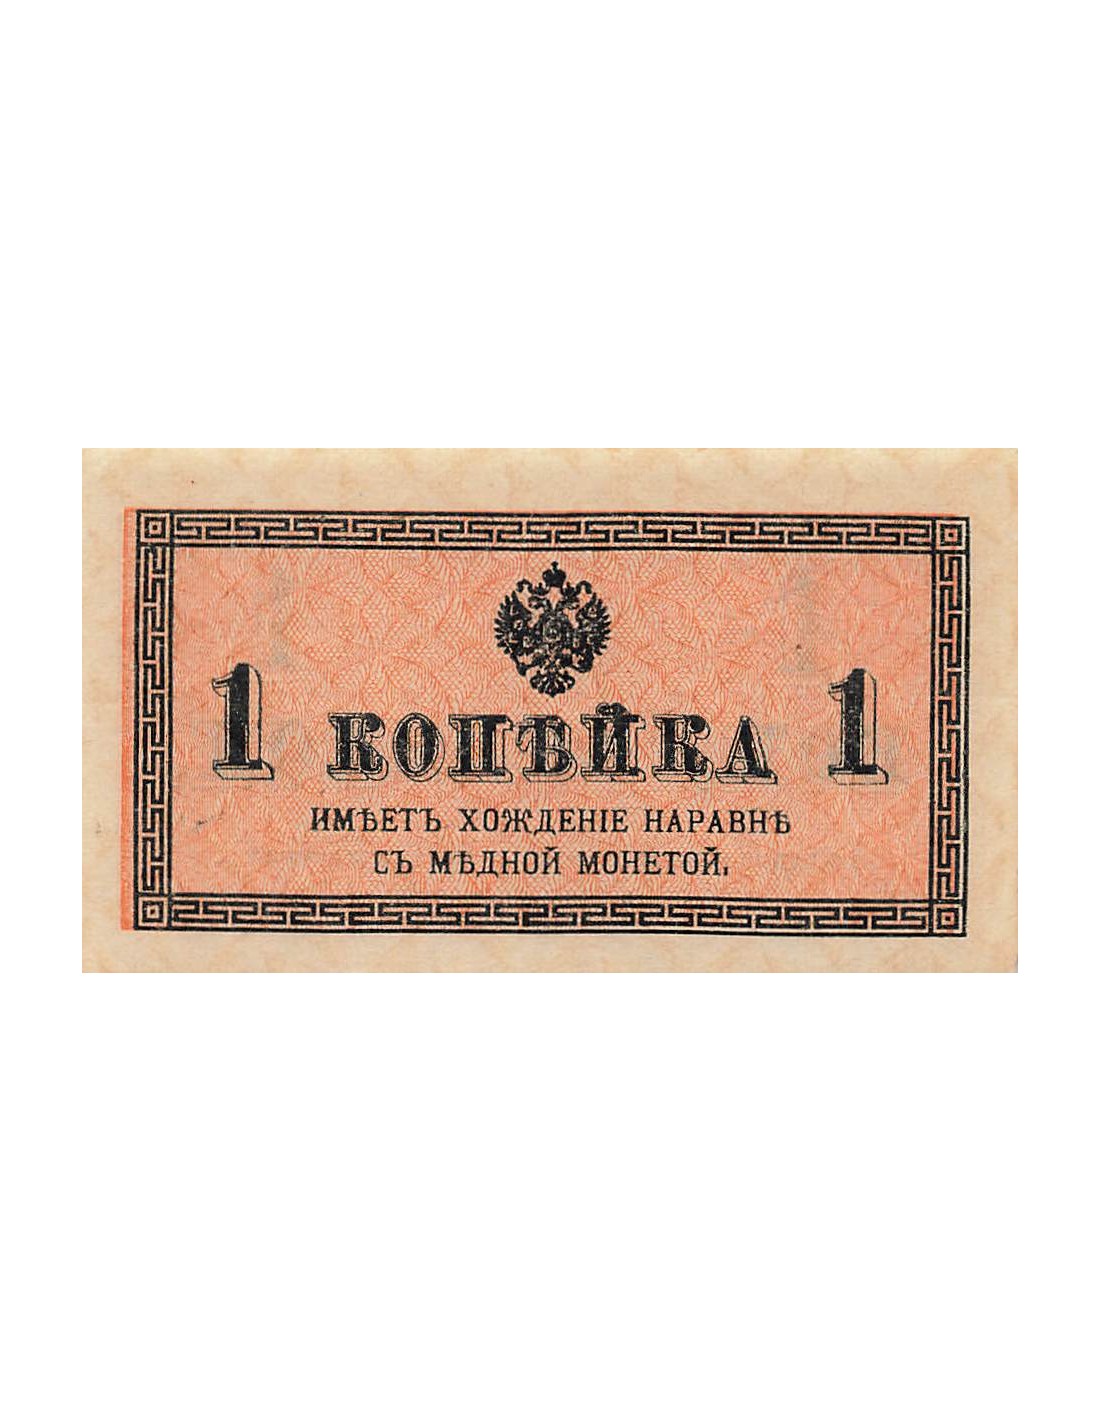 1 КОПѢЙКА 1
ИМѢЕТЪ ХОЖДЕНІЕ НАРАВНѢ
СЪ МѢДНОЙ МОНЕТОЙ.